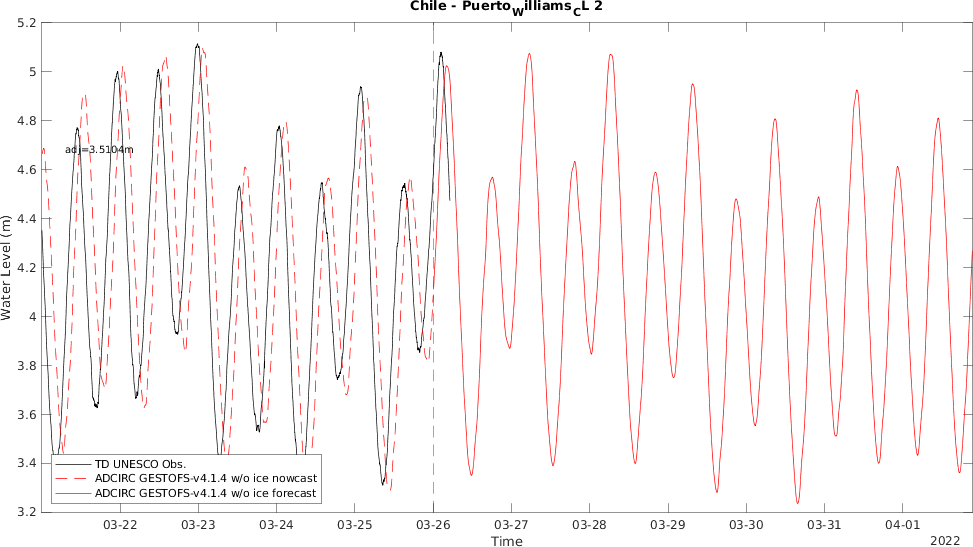 Chile - PuertoWilliamsCL 2
5.2
5
4.8
4.6
4.4
4.2
4
3.8
3.6
3.4
3.2
Water Level (m)
adj=3.5104m
TD UNESCO Obs.
ADCIRC GESTOFS-v4.1.4 w/o ice nowcast
ADCIRC GESTOFS-v4.1.4 w/o ice forecast
03-22 03-23 03-24 03-25 03-26 03-27 03-28 03-29 03-30 03-31 04-01
Time
2022